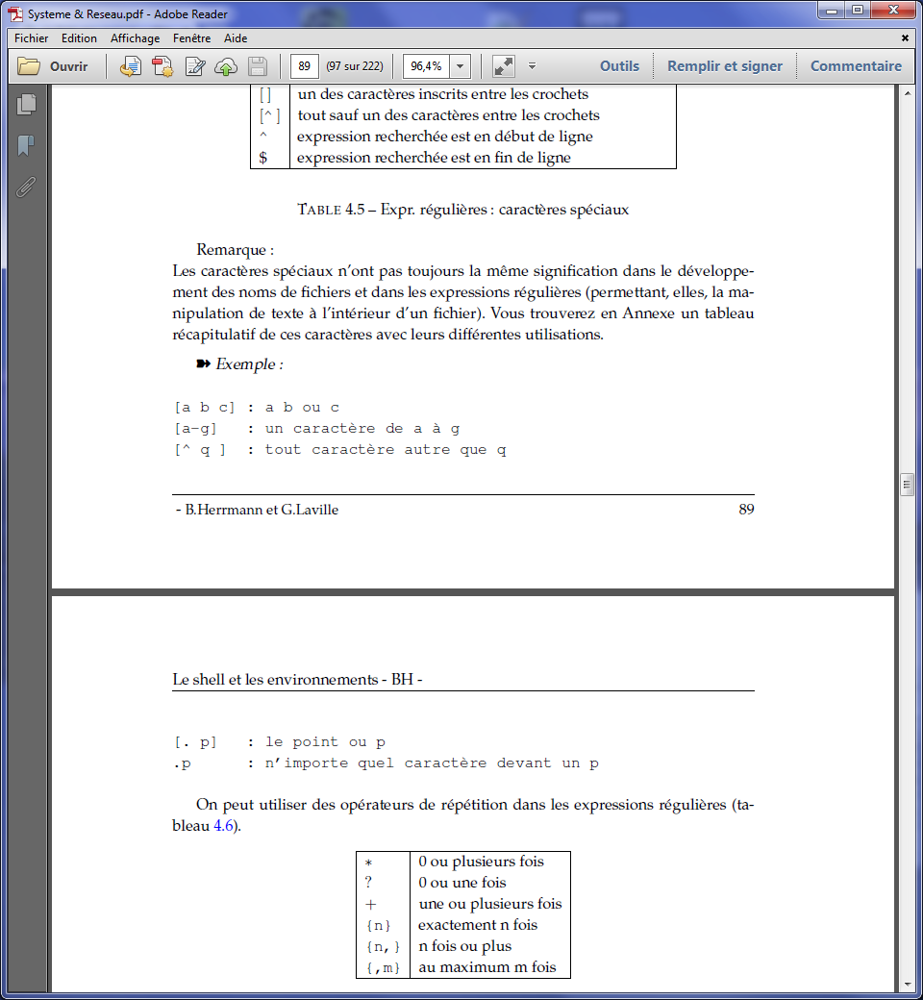 Systeme & Reseau.pdf - Adobe Reader
Fichier Edition Affichage Fenêtre Aide
Ouvrir 89 (97 sur 222) 96,4% Outils Remplir et signer Commentaire
[] un des caractères inscrits entre les crochets
[^] tout sauf un des caractères entre les crochets
^ expression recherchée est en début de ligne
$ expression recherchée est en fin de ligne
TABLE 4.5 – Expr. régulières : caractères spéciaux
Remarque :
Les caractères spéciaux n'ont pas toujours la même signification dans le développe-
ment des noms de fichiers et dans les expressions régulières (permettant, elles, la ma-
nipulation de texte à l'intérieur d'un fichier). Vous trouverez en Annexe un tableau
récapitulatif de ces caractères avec leurs différentes utilisations.
Exemple :
[a b c] : a b ou c
[a-g] : un caractère de a à g
[^ q ] : tout caractère autre que q
- B.Herrmann et G.Laville 89
Le shell et les environnements - BH -
[. p] : le point ou p
.p : n'importe quel caractère devant un p
On peut utiliser des opérateurs de répétition dans les expressions régulières (ta-
bleau 4.6).
* 0 ou plusieurs fois
? 0 ou une fois
+ une ou plusieurs fois
{n} exactement n fois
{n,} n fois ou plus
{,m} au maximum m fois